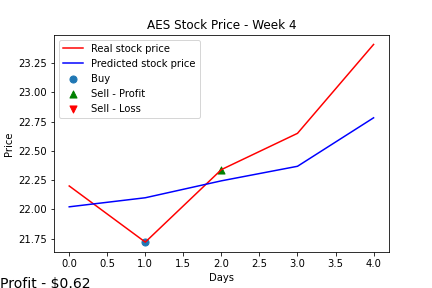 AES Stock Price - Week 4
Real stock price
Predicted stock price
Buy
Sell - Profit
Sell - Loss
23.25
23.00
22.75
22.50
22.25
22.00
21.75
Price
0.0 0.5 1.0 1.5 2.0 2.5 3.0 3.5 4.0
Days
Profit - $0.62